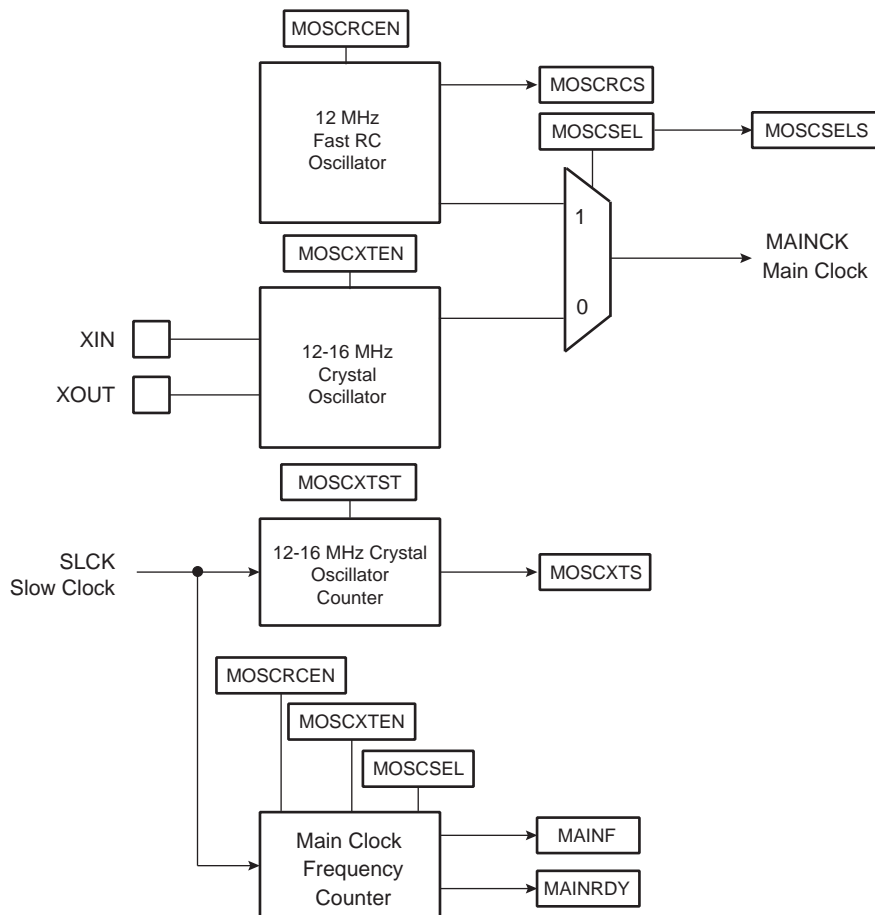 MOSCRCEN
12 MHz
Fast RC
Oscillator
MOSCRCS
MOSCSEL
MOSCSELS
1
0
MAINCK
Main Clock
MOSCXTEN
XIN
XOUT
12-16 MHz
Crystal
Oscillator
MOSCXTST
SLCK
Slow Clock
12-16 MHz Crystal
Oscillator
Counter
MOSCXTS
MOSCRCEN
MOSCXTEN
MOSCSEL
Main Clock
Frequency
Counter
MAINF
MAINRDY